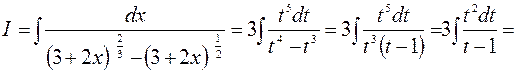 I = ∫ dx / ((3+2x)^(2/3) − (3+2x)^(1/2)) = 3∫ t^5 dt / (t^4 − t^3) = 3∫ t^5 dt / (t^3 (t−1)) = 3∫ t^2 dt / (t−1) =